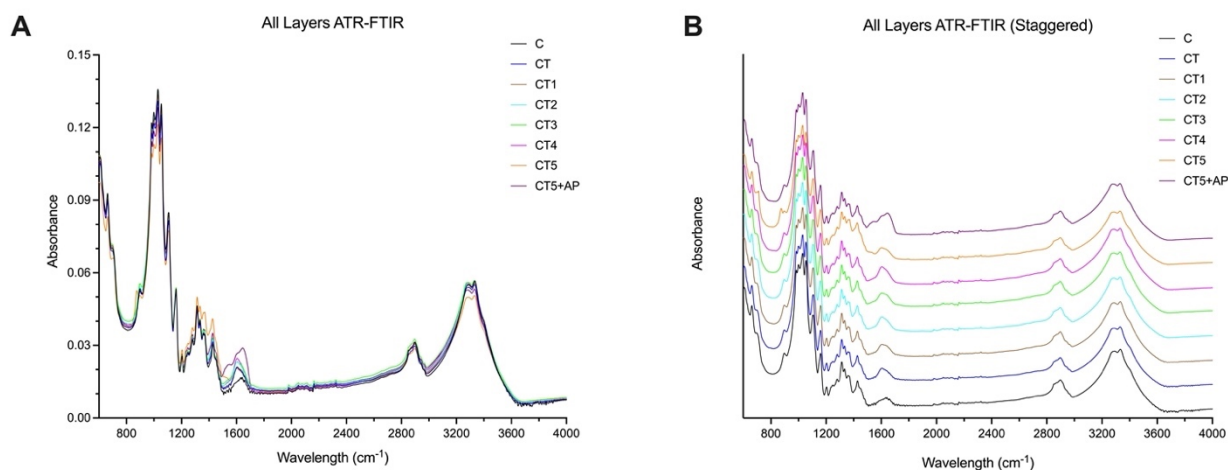 A
All Layers ATR-FTIR
0.15
0.12
0.09
0.06
0.03
0.00
Absorbance
800 1200 1600 2000 2400 2800 3200 3600 4000
Wavelength (cm-1)
C
CT
CT1
CT2
CT3
CT4
CT5
CT5+AP
B
All Layers ATR-FTIR (Staggered)
Absorbance
800 1200 1600 2000 2400 2800 3200 3600 4000
Wavelength (cm-1)
C
CT
CT1
CT2
CT3
CT4
CT5
CT5+AP